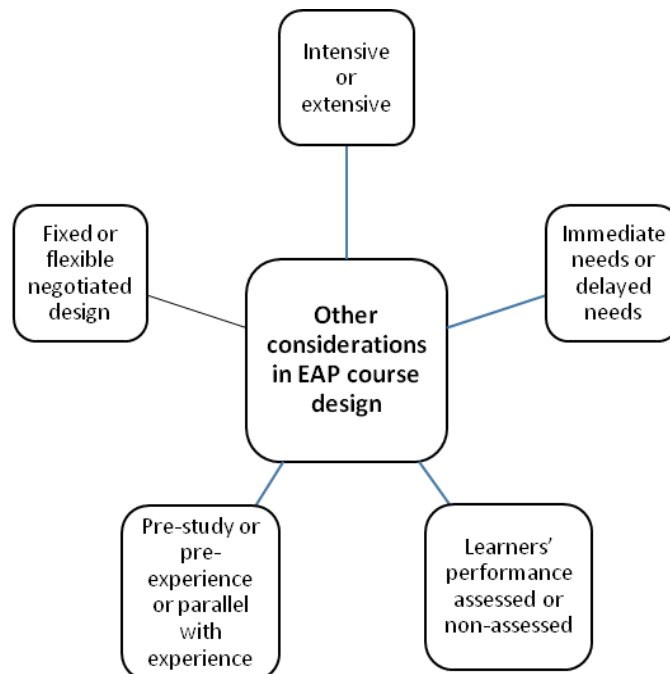 Intensive
or
extensive
Fixed or
flexible
negotiated
design
Immediate
needs or
delayed
needs
Other
considerations
in EAP course
design
Pre-study or
pre-
experience
or parallel
with
experience
Learners’
performance
assessed or
non-assessed